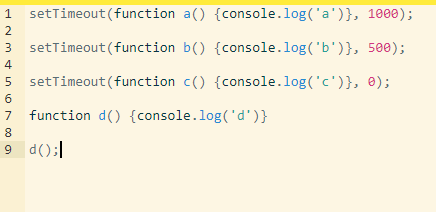 1 setTimeout(function a() {console.log('a')}, 1000);
2
3 setTimeout(function b() {console.log('b')}, 500);
4
5 setTimeout(function c() {console.log('c')}, 0);
6
7 function d() {console.log('d')}
8
9 d();